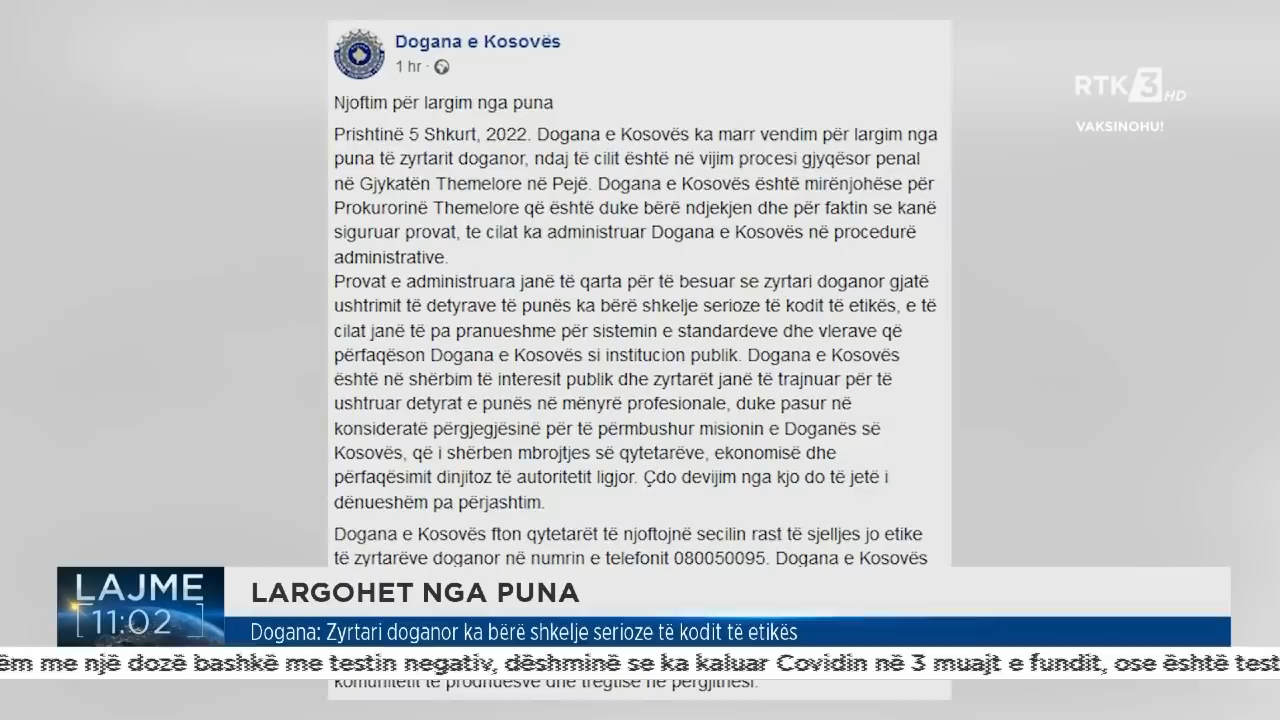 Dogana e Kosovës
1 hr ·
RTK 3 HD
VAKSINOHU!
Njoftim për largim nga puna
Prishtinë 5 Shkurt, 2022. Dogana e Kosovës ka marr vendim për largim nga
puna të zyrtarit doganor, ndaj të cilit është në vijim procesi gjyqësor penal
në Gjykatën Themelore në Pejë. Dogana e Kosovës është mirënjohëse për
Prokurorinë Themelore që është duke bërë ndjekjen dhe për faktin se kanë
siguruar provat, te cilat ka administruar Dogana e Kosovës në procedurë
administrative.
Provat e administruara janë të qarta për të besuar se zyrtari doganor gjatë
ushtrimit të detyrave të punës ka bërë shkelje serioze të kodit të etikës, e të
cilat janë të pa pranueshme për sistemin e standardeve dhe vlerave që
përfaqëson Dogana e Kosovës si institucion publik. Dogana e Kosovës
është në shërbim të interesit publik dhe zyrtarët janë të trajnuar për të
ushtruar detyrat e punës në mënyrë profesionale, duke pasur në
konsideratë përgjegjësinë për të përmbushur misionin e Doganës së
Kosovës, që i shërben mbrojtjes së qytetarëve, ekonomisë dhe
përfaqësimit dinjitoz të autoritetit ligjor. Çdo devijim nga kjo do të jetë i
dënueshëm pa përjashtim.
Dogana e Kosovës fton qytetarët të njoftojnë secilin rast të sjelljes jo etike
të zyrtarëve doganor në numrin e telefonit 080050095. Dogana e Kosovës
LAJME
11:02
LARGOHET NGA PUNA
Dogana: Zyrtari doganor ka bërë shkelje serioze të kodit të etikës
ëm me një dozë bashkë me testin negativ, dëshminë se ka kaluar Covidin në 3 muajt e fundit, ose është test
komunitetit të prodhuesve dhe tregtisë në përgjithësi.